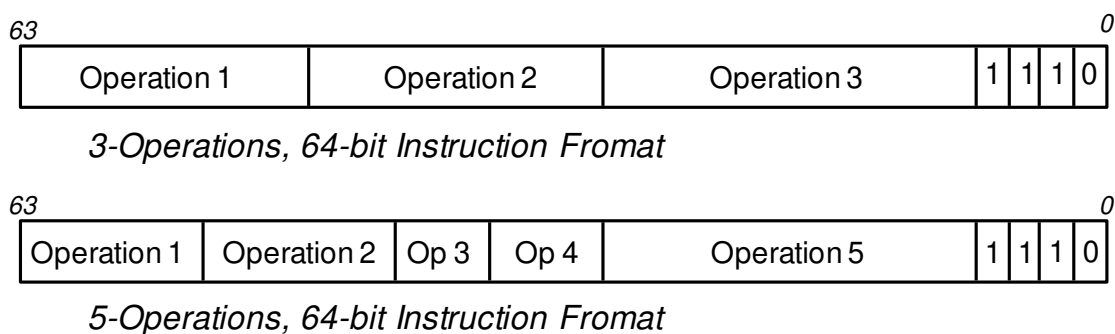 63 0
Operation 1 Operation 2 Operation 3 1 1 1 0
3-Operations, 64-bit Instruction Fromat
63 0
Operation 1 Operation 2 Op 3 Op 4 Operation 5 1 1 1 0
5-Operations, 64-bit Instruction Fromat